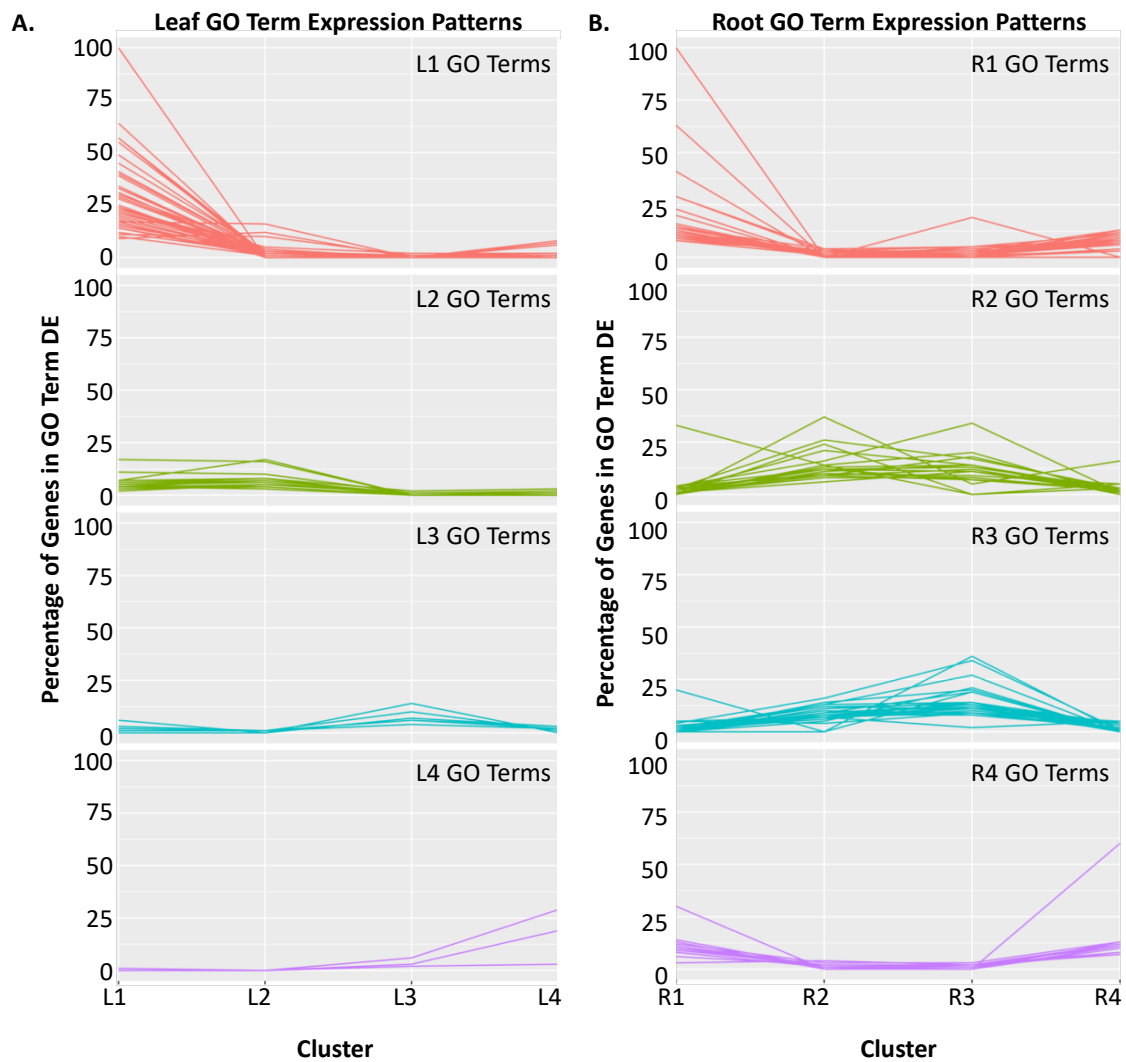 A.
Leaf GO Term Expression Patterns
Percentage of Genes in GO Term DE
L1 GO Terms
100
75
50
25
0
L2 GO Terms
100
75
50
25
0
L3 GO Terms
100
75
50
25
0
L4 GO Terms
100
75
50
25
0
L1 L2 L3 L4
Cluster
B.
Root GO Term Expression Patterns
Percentage of Genes in GO Term DE
R1 GO Terms
100
75
50
25
0
R2 GO Terms
100
75
50
25
0
R3 GO Terms
100
75
50
25
0
R4 GO Terms
100
75
50
25
0
R1 R2 R3 R4
Cluster